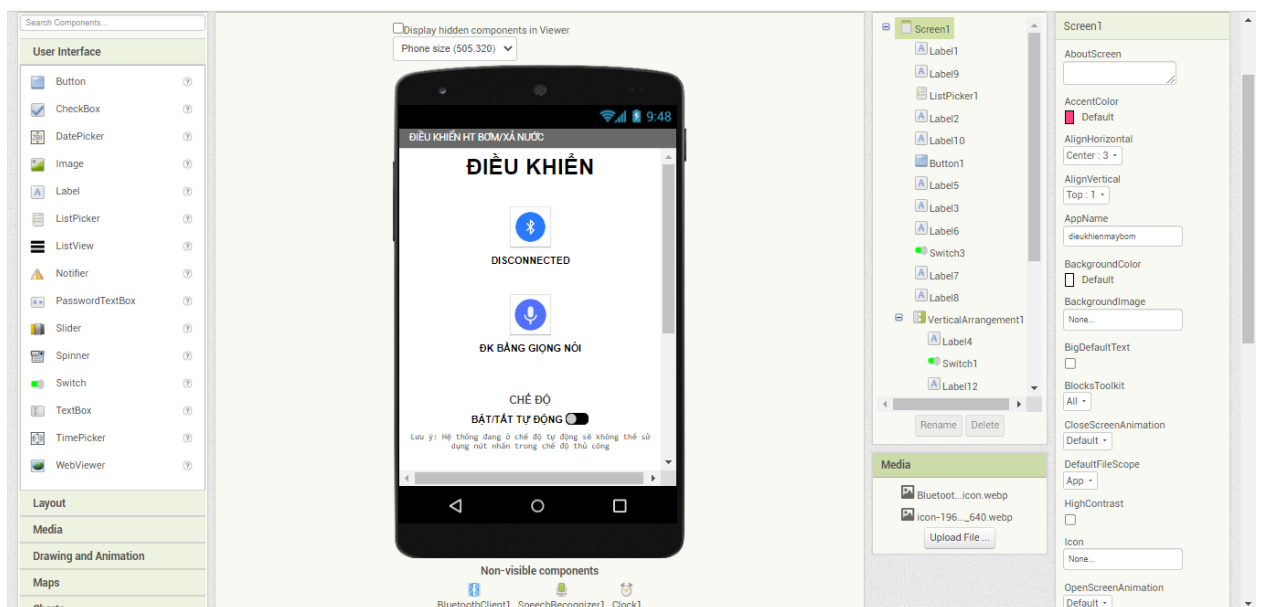 Search Components...
User Interface
Button
CheckBox
DatePicker
Image
Label
ListPicker
ListView
Notifier
PasswordTextBox
Slider
Spinner
Switch
TextBox
TimePicker
WebViewer
Layout
Media
Drawing and Animation
Maps
Charts
Display hidden components in Viewer
Phone size (505,320)
9:48
ĐIỀU KHIỂN HT BƠM/XẢ NƯỚC
ĐIỀU KHIỂN
DISCONNECTED
ĐK BẰNG GIỌNG NÓI
CHẾ ĐỘ
BẬT/TẮT TỰ ĐỘNG
Lưu ý: Hệ thống đang ở chế độ tự động sẽ không thể sử
dụng nút nhấn trong chế độ thủ công
Non-visible components
BluetoothClient1 SpeechRecognizer1 Clock1
Screen1
Label1
Label9
ListPicker1
Label2
Label10
Button1
Label5
Label3
Label6
Switch3
Label7
Label8
VerticalArrangement1
Label4
Switch1
Label12
Rename Delete
Media
Bluetoot...icon.webp
icon-196..._640.webp
Upload File ...
Screen1
AboutScreen
AccentColor
Default
AlignHorizontal
Center : 3
AlignVertical
Top : 1
AppName
dieukhienmaybom
BackgroundColor
Default
BackgroundImage
None...
BigDefaultText
BlocksToolkit
All
CloseScreenAnimation
Default
DefaultFileScope
App
HighContrast
Icon
None...
OpenScreenAnimation
Default